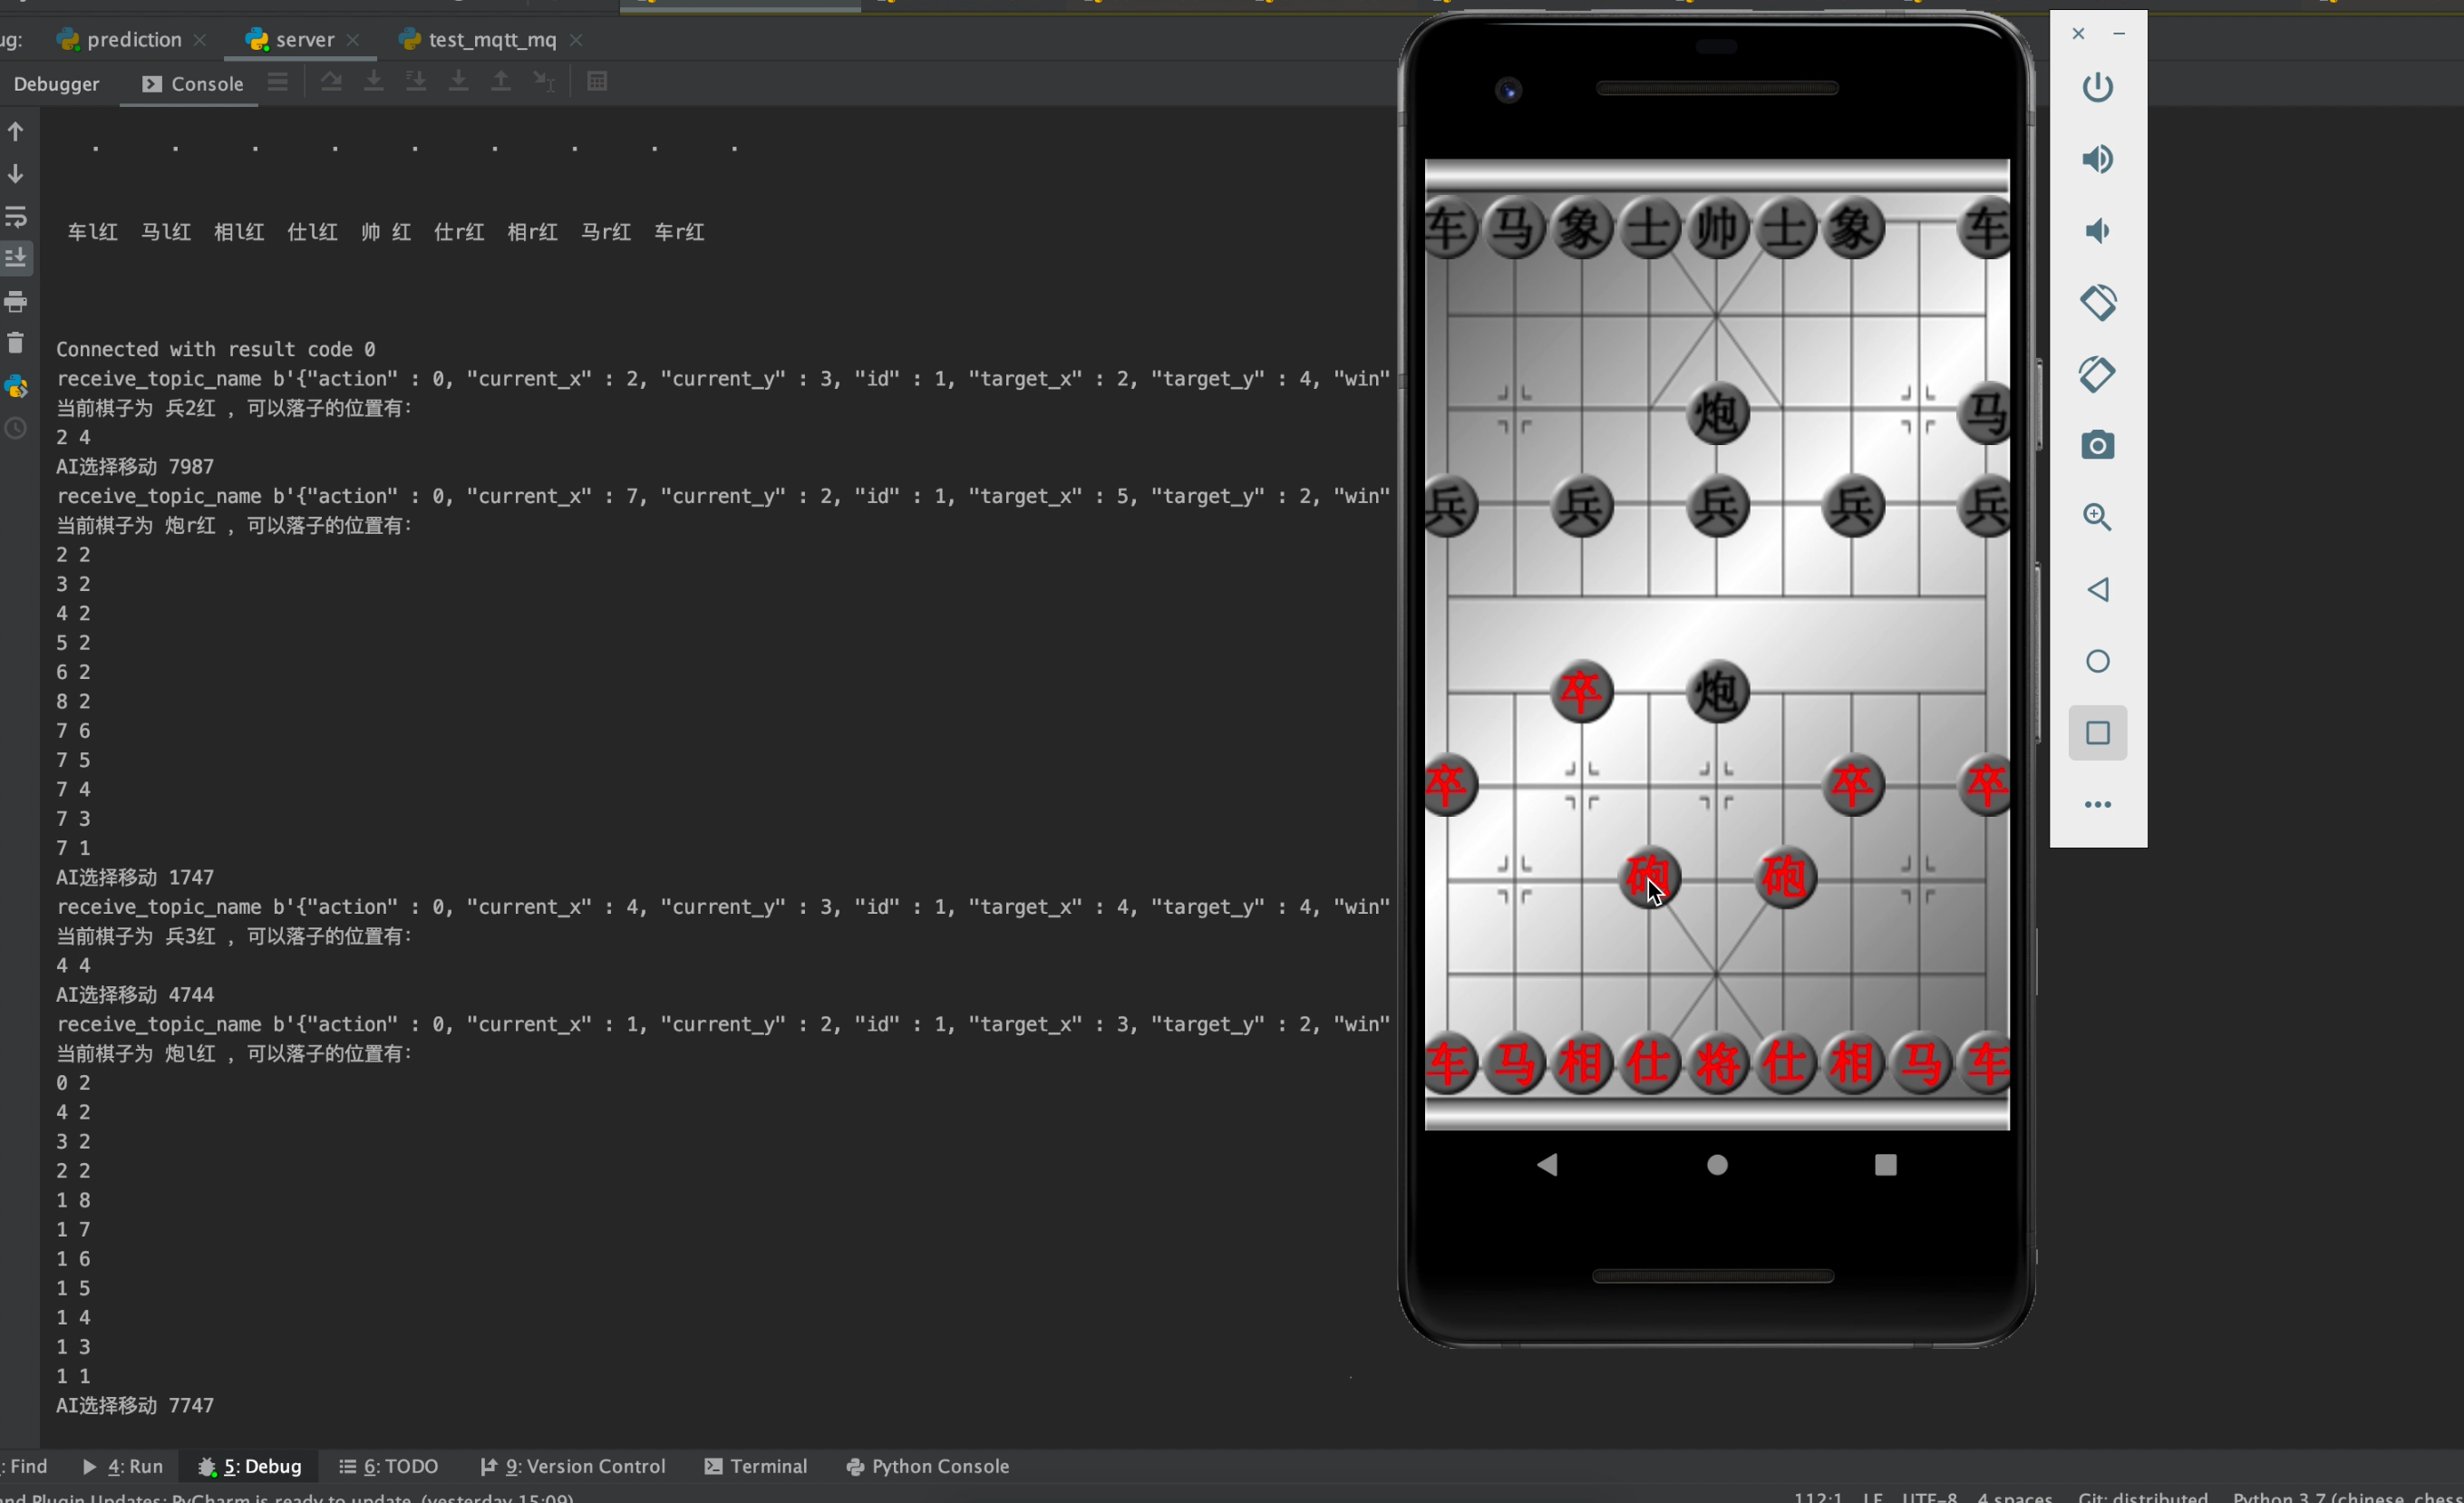 ug: prediction server test_mqtt_mq
Debugger Console
. . . . . . . . .
车l红 马l红 相l红 仕l红 帅 红 仕r红 相r红 马r红 车r红
Connected with result code 0
receive_topic_name b'{"action" : 0, "current_x" : 2, "current_y" : 3, "id" : 1, "target_x" : 2, "target_y" : 4, "win"
当前棋子为 兵2红 , 可以落子的位置有:
2 4
AI选择移动 7987
receive_topic_name b'{"action" : 0, "current_x" : 7, "current_y" : 2, "id" : 1, "target_x" : 5, "target_y" : 2, "win"
当前棋子为 炮r红 , 可以落子的位置有:
2 2
3 2
4 2
5 2
6 2
8 2
7 6
7 5
7 4
7 3
7 1
AI选择移动 1747
receive_topic_name b'{"action" : 0, "current_x" : 4, "current_y" : 3, "id" : 1, "target_x" : 4, "target_y" : 4, "win"
当前棋子为 兵3红 , 可以落子的位置有:
4 4
AI选择移动 4744
receive_topic_name b'{"action" : 0, "current_x" : 1, "current_y" : 2, "id" : 1, "target_x" : 3, "target_y" : 2, "win"
当前棋子为 炮l红 , 可以落子的位置有:
0 2
4 2
3 2
2 2
1 8
1 7
1 6
1 5
1 4
1 3
1 1
AI选择移动 7747
车 马 象 士 帅 士 象 车
炮 马
兵 兵 兵 兵 兵
卒 炮
卒 卒 卒
砲 砲
车 马 相 仕 将 仕 相 马 车
: Find 4: Run 5: Debug 6: TODO 9: Version Control Terminal Python Console
and Plugin Updates: PyCharm is ready to update. (yesterday 15:09) 112:1 LF UTF-8 4 spaces Git: distributed Python 3.7 (chinese_chess